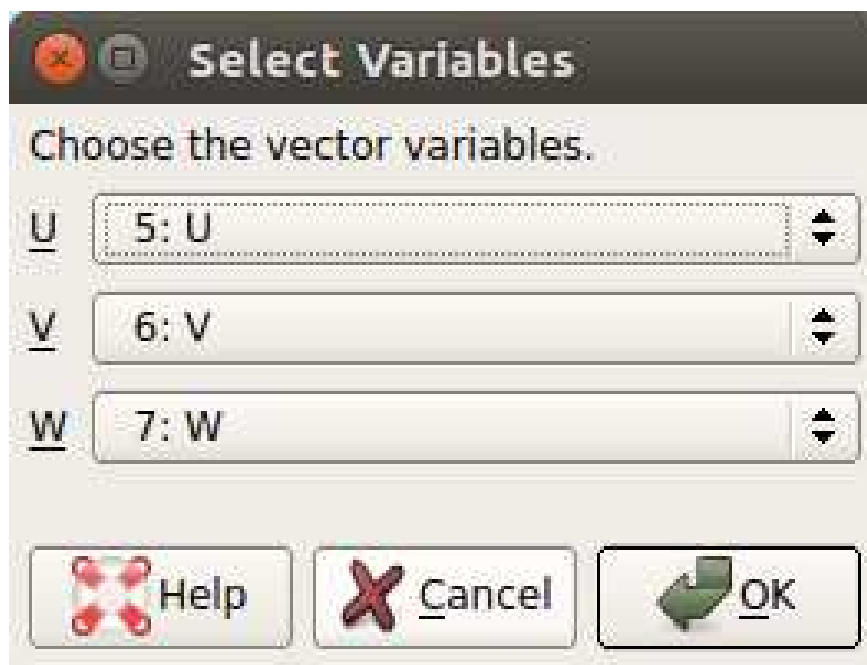 Select Variables
Choose the vector variables.
U 5: U
V 6: V
W 7: W
Help Cancel OK